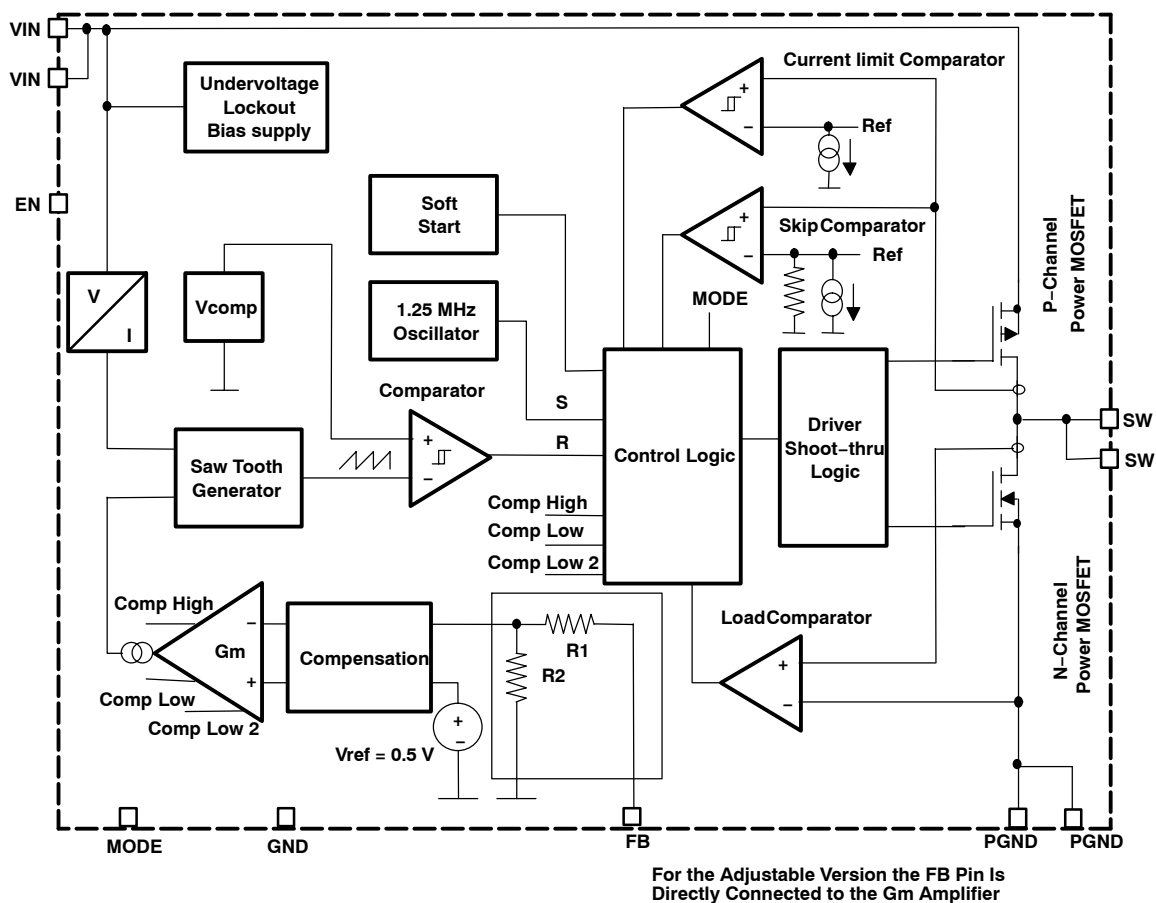 VIN
VIN
EN
Undervoltage
Lockout
Bias supply
Current limit Comparator
+
−
Ref
Soft
Start
+
−
Skip Comparator
Ref
P−Channel
Power MOSFET
V
I
Vcomp
1.25 MHz
Oscillator
MODE
Comparator
+
−
S
R
Saw Tooth
Generator
Control Logic
Driver
Shoot−thru
Logic
SW
SW
Comp High
Comp Low
Comp Low 2
Comp High
−
Gm
+
Comp Low
Comp Low 2
Compensation
R1
R2
+
−
Vref = 0.5 V
Load Comparator
+
−
N−Channel
Power MOSFET
MODE
GND
FB
PGND
PGND
For the Adjustable Version the FB Pin Is
Directly Connected to the Gm Amplifier